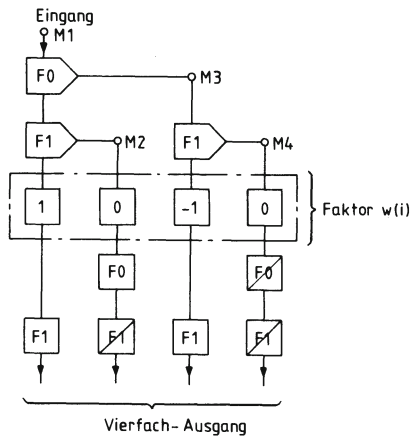 Eingang
M1
F0
M3
F1 M2 F1 M4
1 0 -1 0 Faktor w(i)
F0 F0
F1 F1 F1 F1
Vierfach-Ausgang